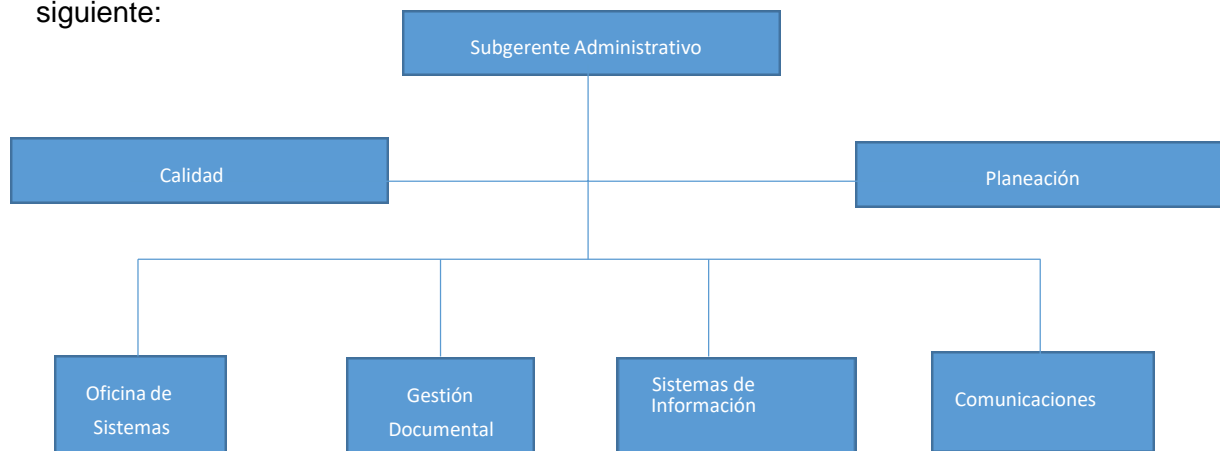 siguiente:
Subgerente Administrativo
Calidad
Planeación
Oficina de
Sistemas
Gestión
Documental
Sistemas de
Información
Comunicaciones